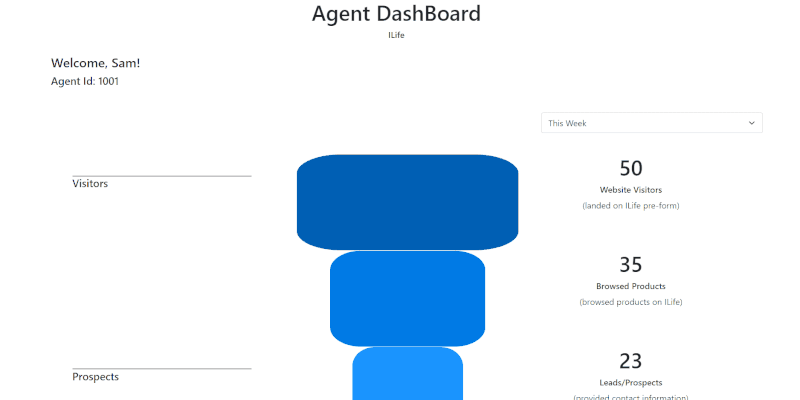 Agent DashBoard
ILife
Welcome, Sam!
Agent Id: 1001
This Week
Visitors
50
Website Visitors
(landed on ILife pre-form)
35
Browsed Products
(browsed products on ILife)
Prospects
23
Leads/Prospects
(provided contact information)